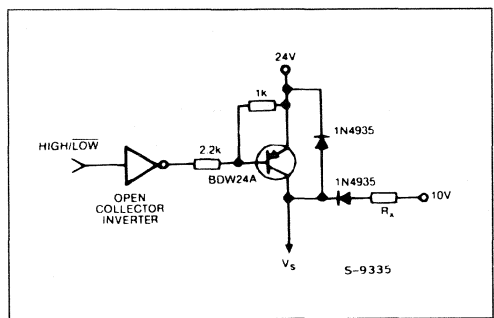 24V
1k
HIGH/LOW
2.2k
1N4935
BDW24A
1N4935
10V
OPEN
COLLECTOR
INVERTER
RA
VS
S-9335